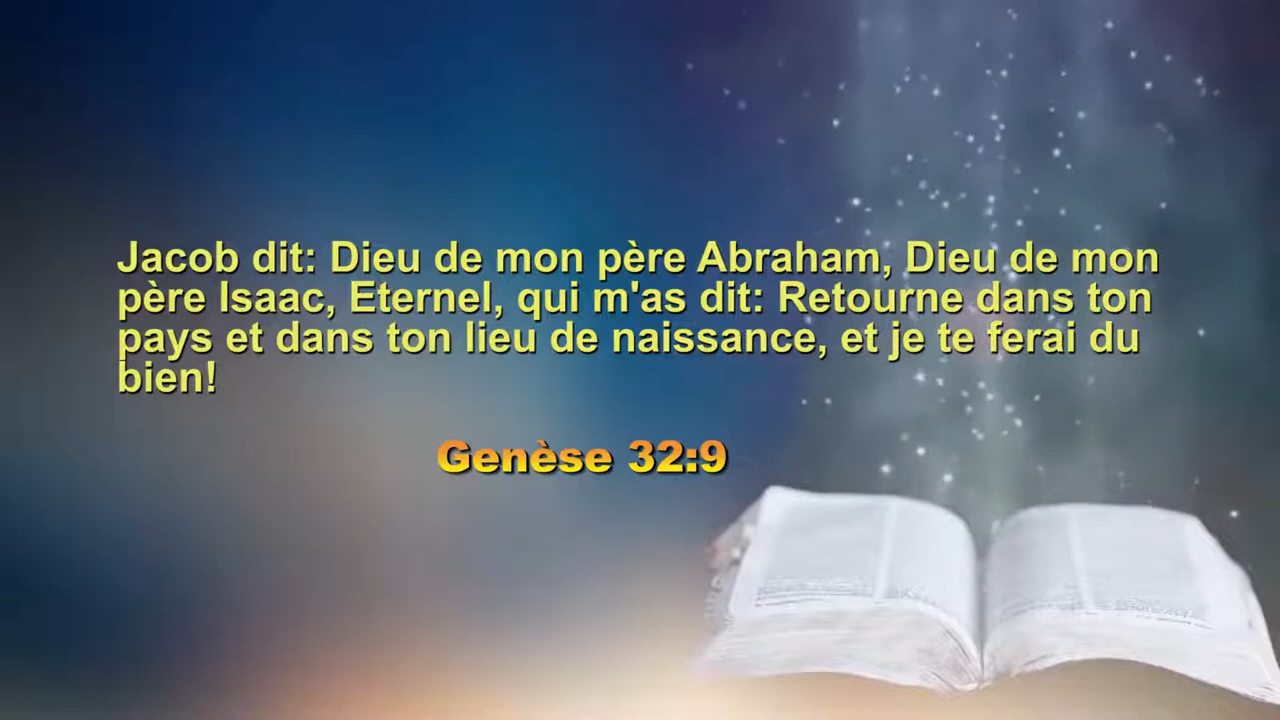 Jacob dit: Dieu de mon père Abraham, Dieu de mon
père Isaac, Eternel, qui m'as dit: Retourne dans ton
pays et dans ton lieu de naissance, et je te ferai du
bien!
Genèse 32:9